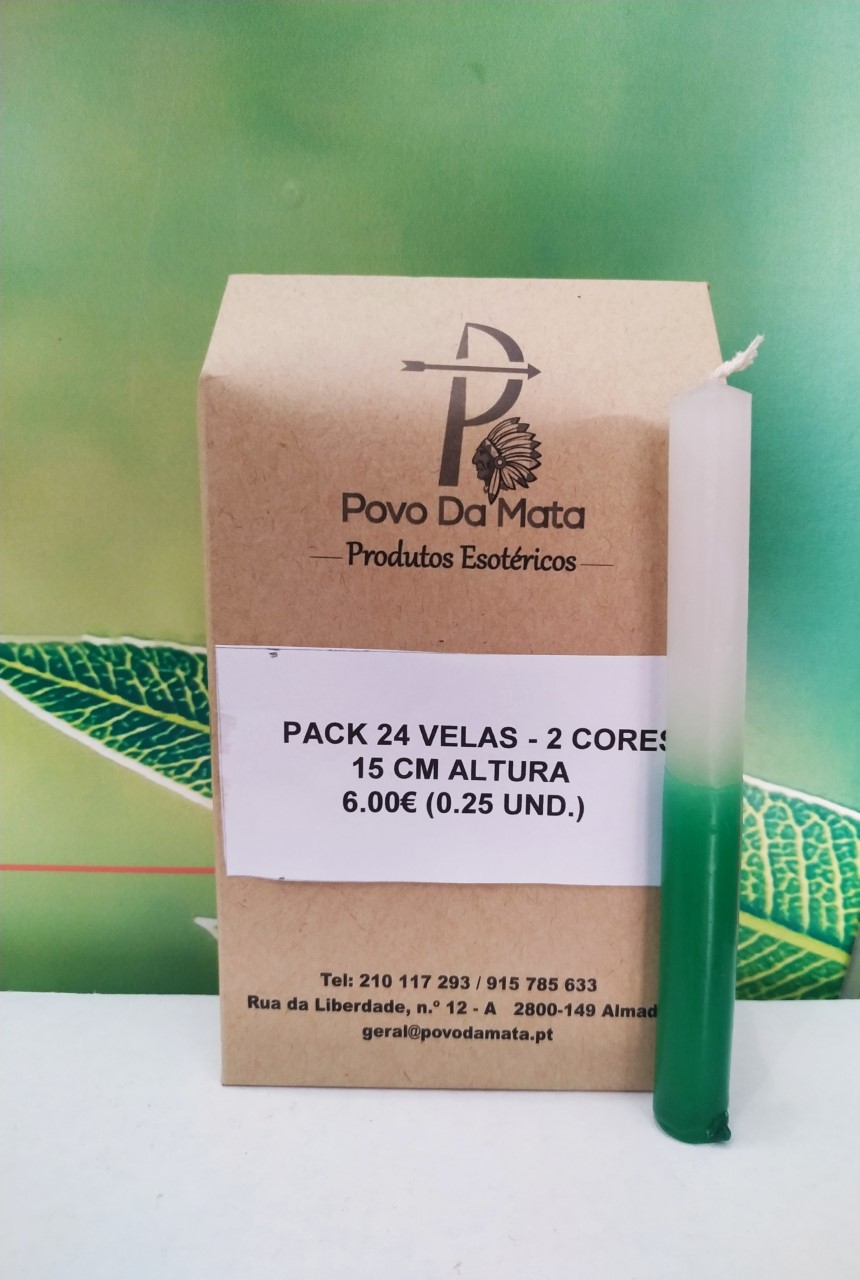 Povo Da Mata
Produtos Esotéricos
PACK 24 VELAS - 2 CORES
15 CM ALTURA
6.00€ (0.25 UND.)
Tel: 210 117 293 / 915 785 633
Rua da Liberdade, n.º 12 - A 2800-149 Almad
geral@povodamata.pt